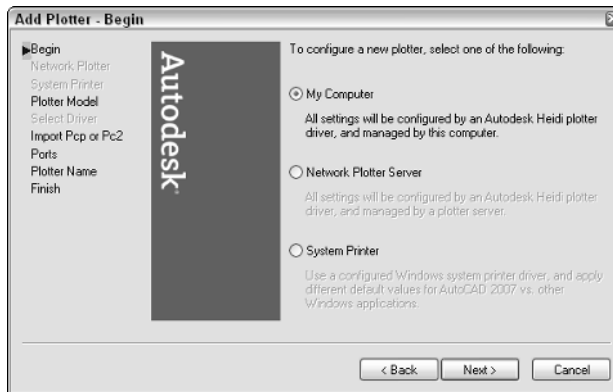 Add Plotter - Begin
Begin
Network Plotter
System Printer
Plotter Model
Select Driver
Import Pcp or Pc2
Ports
Plotter Name
Finish
Autodesk
To configure a new plotter, select one of the following:
My Computer
All settings will be configured by an Autodesk Heidi plotter
driver, and managed by this computer.
Network Plotter Server
All settings will be configured by an Autodesk Heidi plotter
driver, and managed by a plotter server.
System Printer
Use a configured Windows system printer driver, and apply
different default values for AutoCAD 2007 vs. other
Windows applications.
< Back
Next >
Cancel